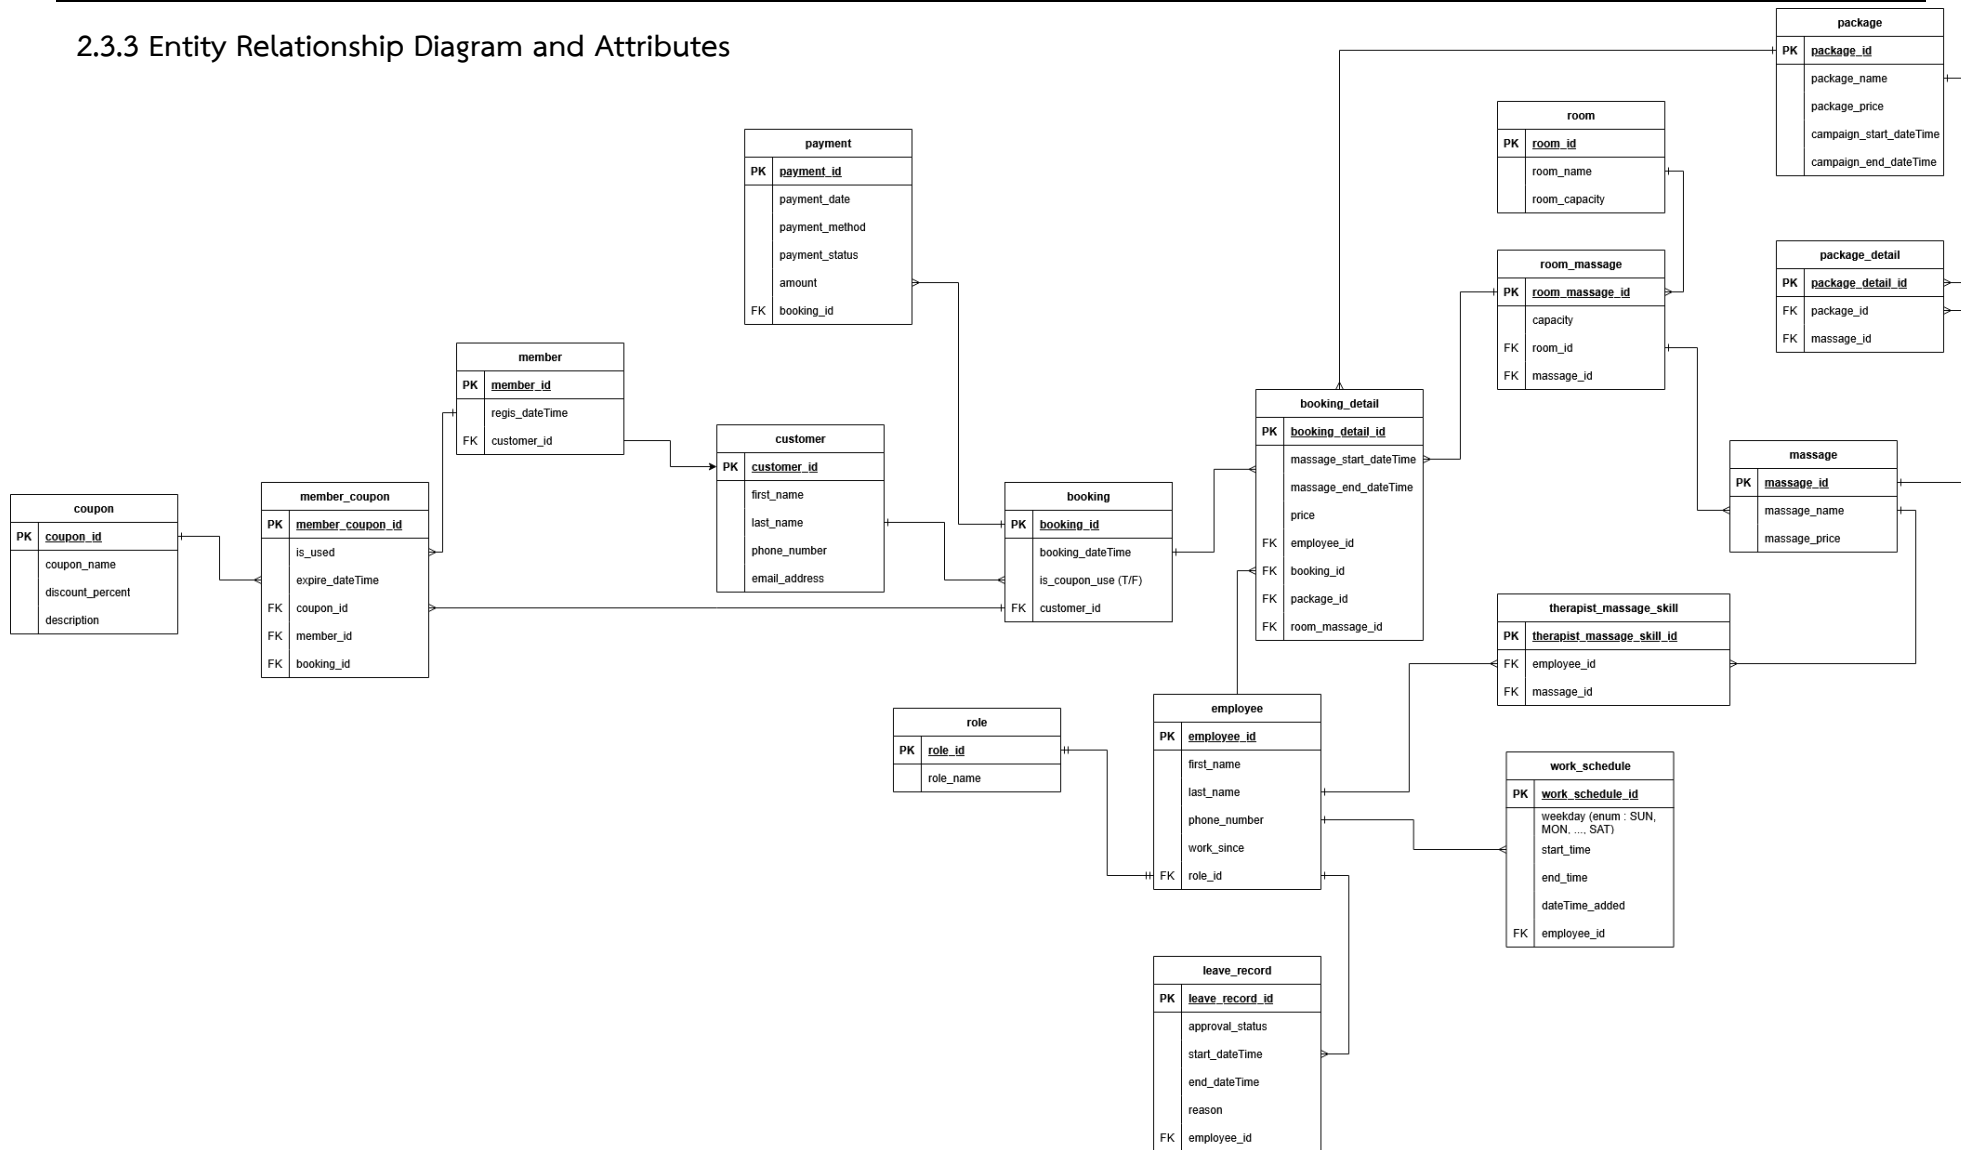 2.3.3 Entity Relationship Diagram and Attributes
package
PK package_id
package_name
package_price
campaign_start_dateTime
campaign_end_dateTime
room
PK room_id
room_name
room_capacity
payment
PK payment_id
payment_date
payment_method
payment_status
amount
FK booking_id
room_massage
PK room_massage_id
capacity
FK room_id
FK massage_id
package_detail
PK package_detail_id
FK package_id
FK massage_id
member
PK member_id
regis_dateTime
FK customer_id
customer
PK customer_id
first_name
last_name
phone_number
email_address
booking_detail
PK booking_detail_id
massage_start_dateTime
massage_end_dateTime
price
FK employee_id
FK booking_id
FK package_id
FK room_massage_id
massage
PK massage_id
massage_name
massage_price
coupon
PK coupon_id
coupon_name
discount_percent
description
member_coupon
PK member_coupon_id
is_used
expire_dateTime
FK coupon_id
FK member_id
FK booking_id
booking
PK booking_id
booking_dateTime
is_coupon_use (T/F)
FK customer_id
therapist_massage_skill
PK therapist_massage_skill_id
FK employee_id
FK massage_id
role
PK role_id
role_name
employee
PK employee_id
first_name
last_name
phone_number
work_since
FK role_id
work_schedule
PK work_schedule_id
weekday (enum : SUN,
MON, ..., SAT)
start_time
end_time
dateTime_added
FK employee_id
leave_record
PK leave_record_id
approval_status
start_dateTime
end_dateTime
reason
FK employee_id